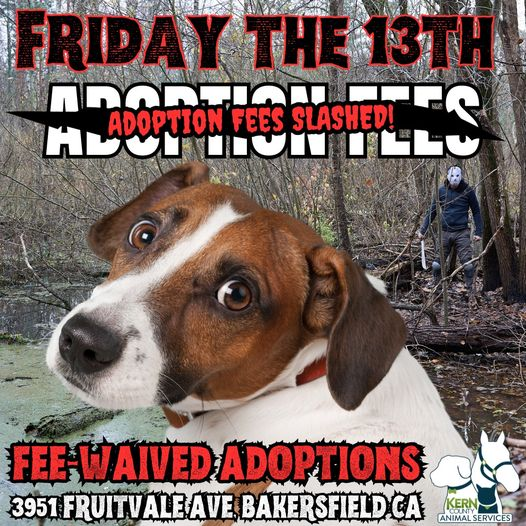 FRIDAY THE 13TH
ADOPTION FEES
ADOPTION FEES SLASHED!
FEE-WAIVED ADOPTIONS
3951 FRUITVALE AVE, BAKERSFIELD CA
KERN
COUNTY
ANIMAL SERVICES